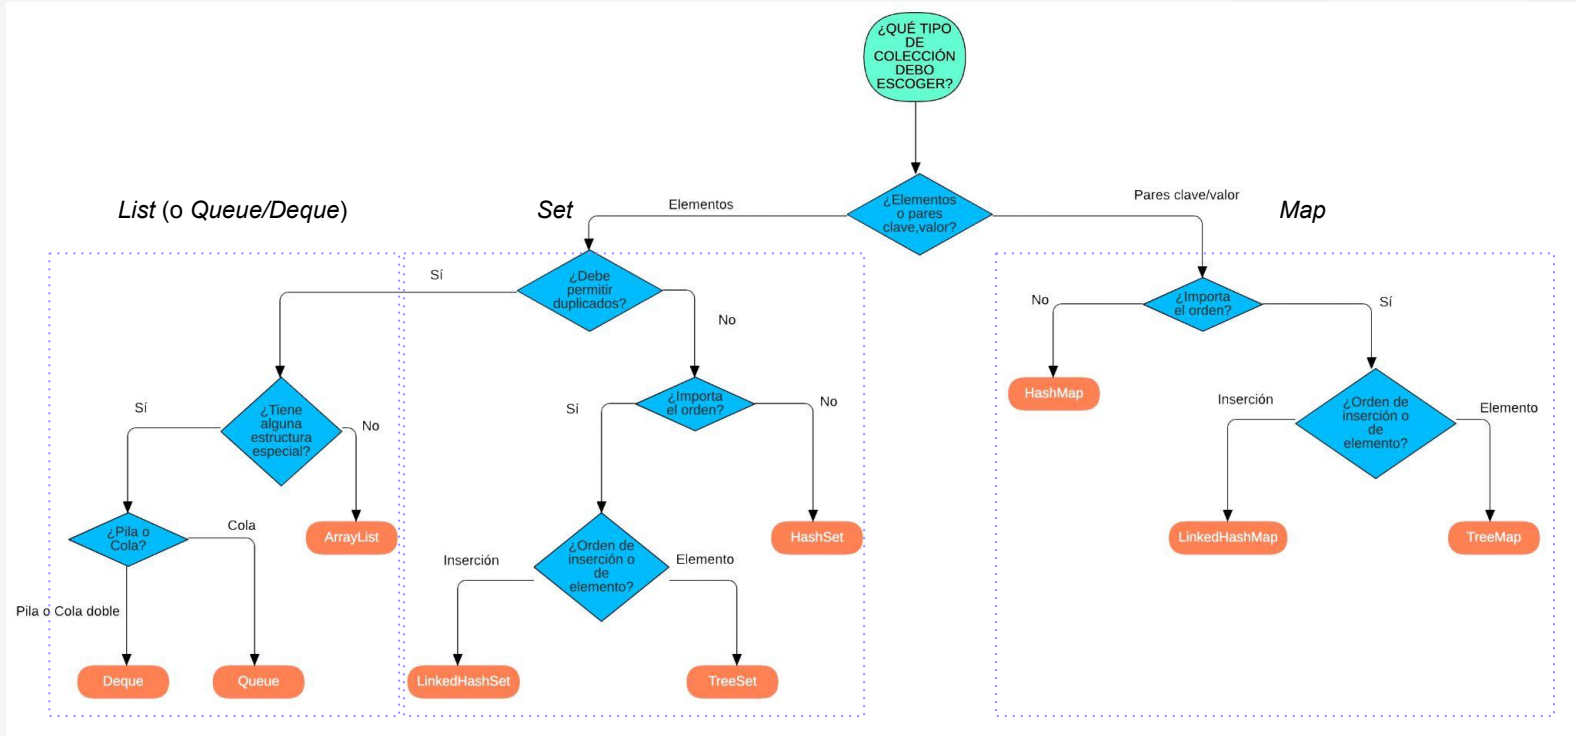 ¿QUÉ TIPO
DE
COLECCIÓN
DEBO
ESCOGER?
List (o Queue/Deque)
Set
Elementos
¿Elementos
o pares
clave,valor?
Pares clave/valor
Map
Sí
¿Debe
permitir
duplicados?
No
No
¿Importa
el orden?
Sí
Sí
¿Tiene
alguna
estructura
especial?
No
Sí
¿Importa
el orden?
No
HashMap
Inserción
¿Orden de
inserción o
de
elemento?
Elemento
¿Pila o
Cola?
Cola
ArrayList
Inserción
¿Orden de
inserción o
de
elemento?
Elemento
HashSet
LinkedHashMap
TreeMap
Pila o Cola doble
Deque
Queue
LinkedHashSet
TreeSet